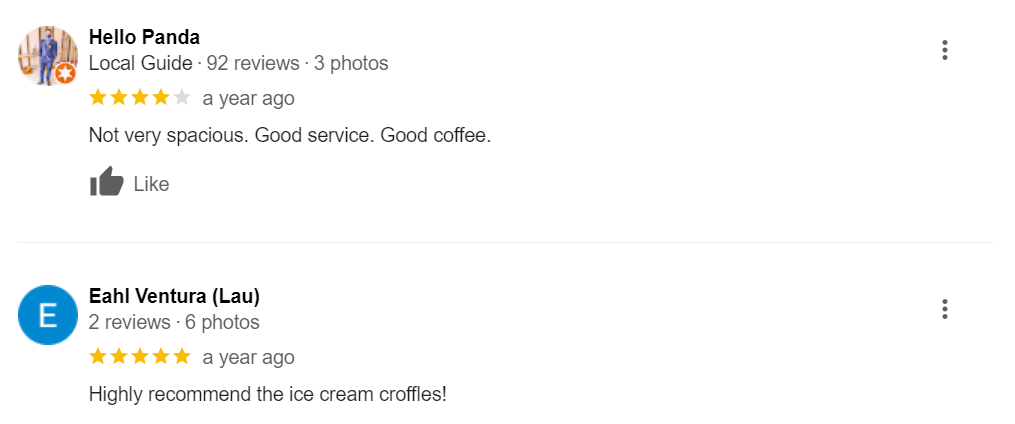 Hello Panda
Local Guide · 92 reviews · 3 photos
a year ago
Not very spacious. Good service. Good coffee.
Like
Eahl Ventura (Lau)
E
2 reviews · 6 photos
a year ago
Highly recommend the ice cream croffles!